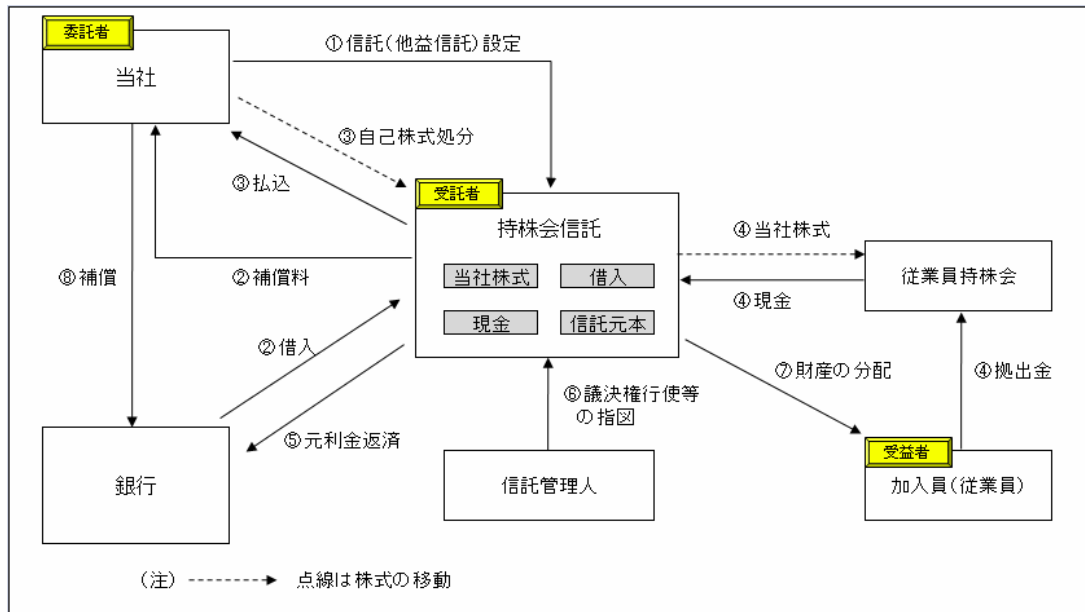 委託者
当社
①信託(他益信託)設定
③自己株式処分
③払込
受託者
持株会信託
④当社株式
当社株式
借入
従業員持株会
⑧補償
②補償料
④現金
現金
信託元本
②借入
⑦財産の分配
④拠出金
⑥議決権行使等
の指図
⑤元利金返済
受益者
銀行
信託管理人
加入員(従業員)
(注)
点線は株式の移動